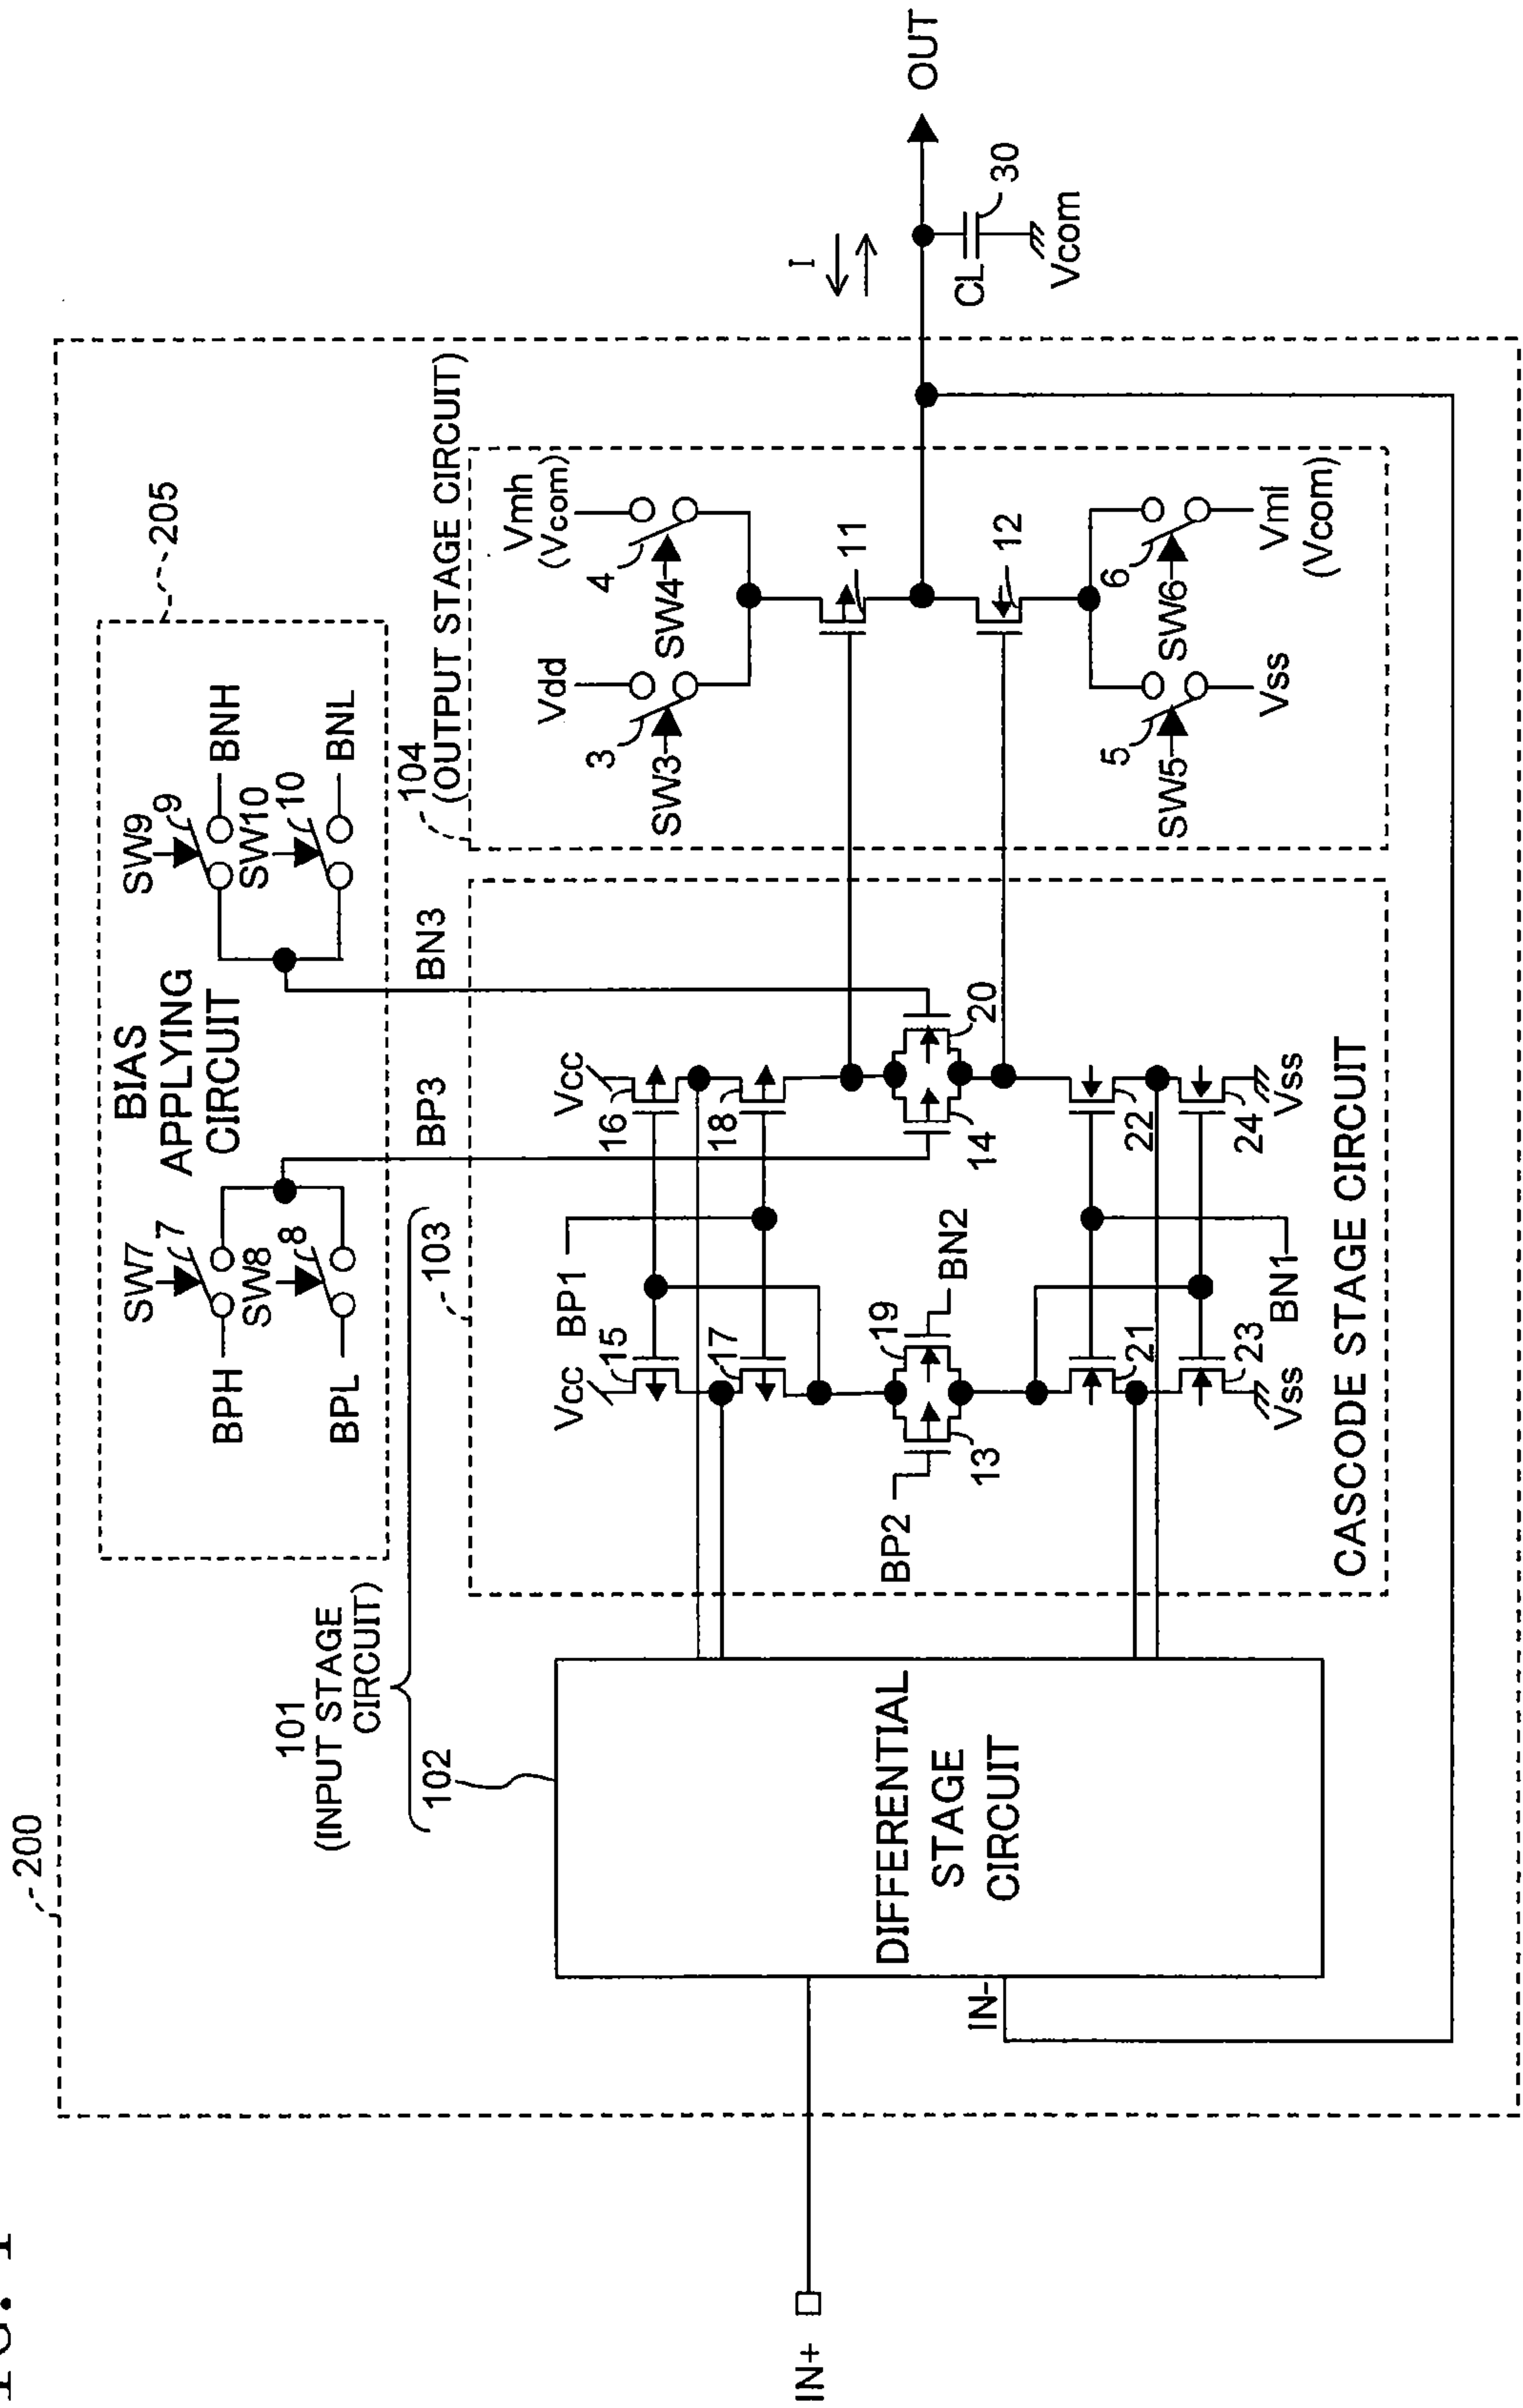 200
101
(INPUT STAGE
CIRCUIT)
102
103
205
BIAS
APPLYING
CIRCUIT
SW7
7
BPH
SW8
8
BPL
SW9
9
BNH
SW10
10
BNL
BP3
BN3
104
(OUTPUT STAGE CIRCUIT)
IN+
IN-
DIFFERENTIAL
STAGE
CIRCUIT
Vcc
15
BP1
16
Vcc
17
18
BP2
13
19
BN2
14
20
21
22
23
BN1
24
Vss
Vss
CASCODE STAGE CIRCUIT
Vdd
Vmh
(Vcom)
3
4
SW3
SW4
11
12
5
6
SW5
SW6
Vss
Vml
(Vcom)
I
OUT
CL
30
Vcom